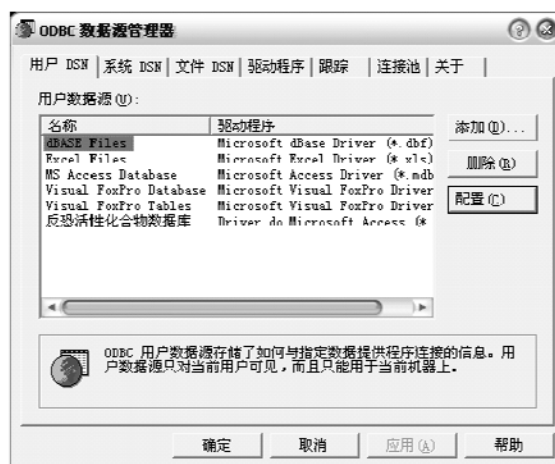 ODBC 数据源管理器
用户 DSN 系统 DSN 文件 DSN 驱动程序 跟踪 连接池 关于
用户数据源(U):
名称 驱动程序
dBASE Files Microsoft dBase Driver (*.dbf)
Excel Files Microsoft Excel Driver (*.xls)
MS Access Database Microsoft Access Driver (*.mdb
Visual FoxPro Database Microsoft Visual FoxPro Driver
Visual FoxPro Tables Microsoft Visual FoxPro Driver
反恐活性化合物数据库 Driver do Microsoft Access (*
添加(D)...
删除(R)
配置(C)
ODBC 用户数据源存储了如何与指定数据提供程序连接的信息。用
户数据源只对当前用户可见，而且只能用于当前机器上。
确定 取消 应用(A) 帮助